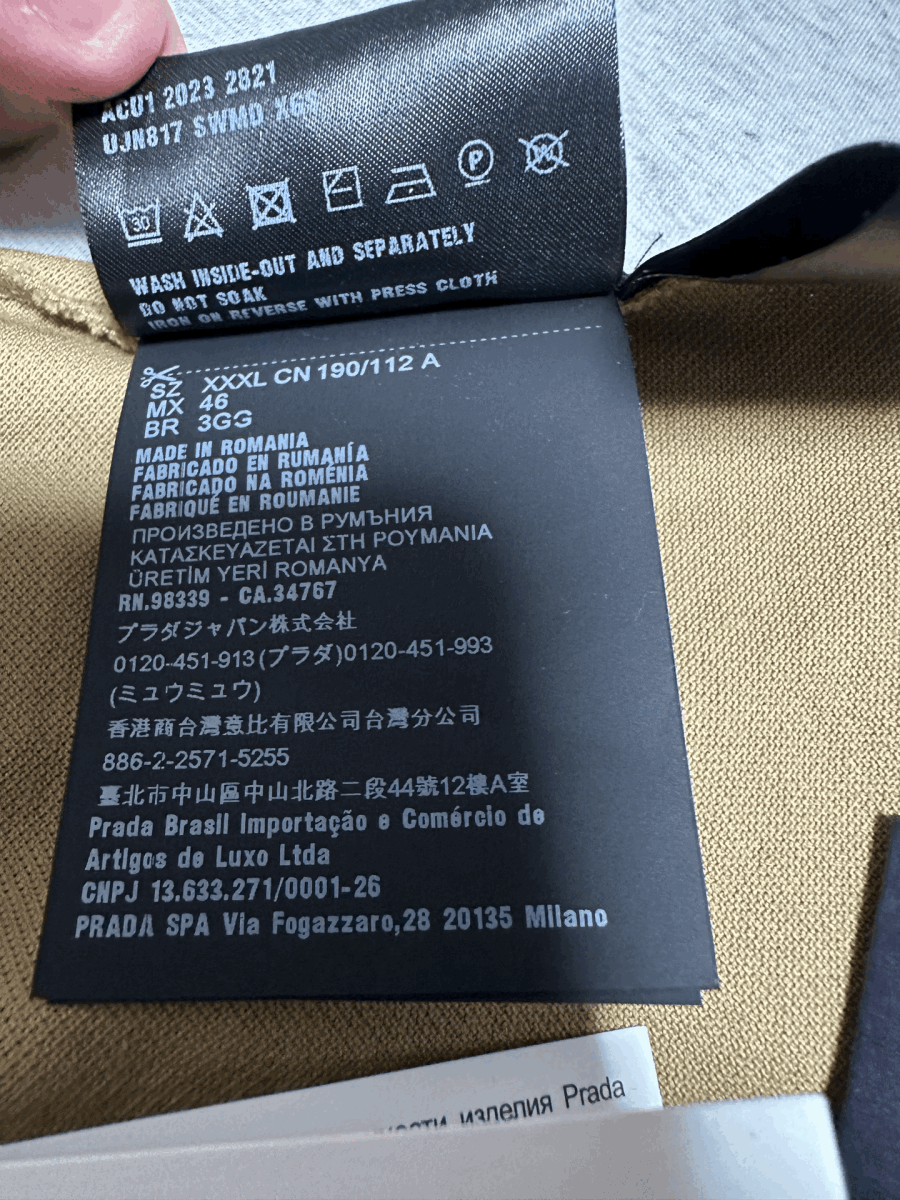 ACU1 2023 2821
UJN817 SWMD XGS
30
P
WASH INSIDE-OUT AND SEPARATELY
DO NOT SOAK
IRON ON REVERSE WITH PRESS CLOTH
SZ XXXL CN 190/112 A
MX 46
BR 3GG
MADE IN ROMANIA
FABRICADO EN RUMANÍA
FABRICADO NA ROMÉNIA
FABRIQUÉ EN ROUMANIE
ПРОИЗВЕДЕНО В РУМЪНИЯ
ΚΑΤΑΣΚΕΥΑΖΕΤΑΙ ΣΤΗ ΡΟΥΜΑΝΙΑ
ÜRETİM YERİ ROMANYA
RN.98339 - CA.34767
プラダジャパン株式会社
0120-451-913(プラダ)0120-451-993
(ミュウミュウ)
香港商台灣意比有限公司台灣分公司
886-2-2571-5255
臺北市中山區中山北路二段44號12樓A室
Prada Brasil Importação e Comércio de
Artigos de Luxo Ltda
CNPJ 13.633.271/0001-26
PRADA SPA Via Fogazzaro,28 20135 Milano
изделия Prada